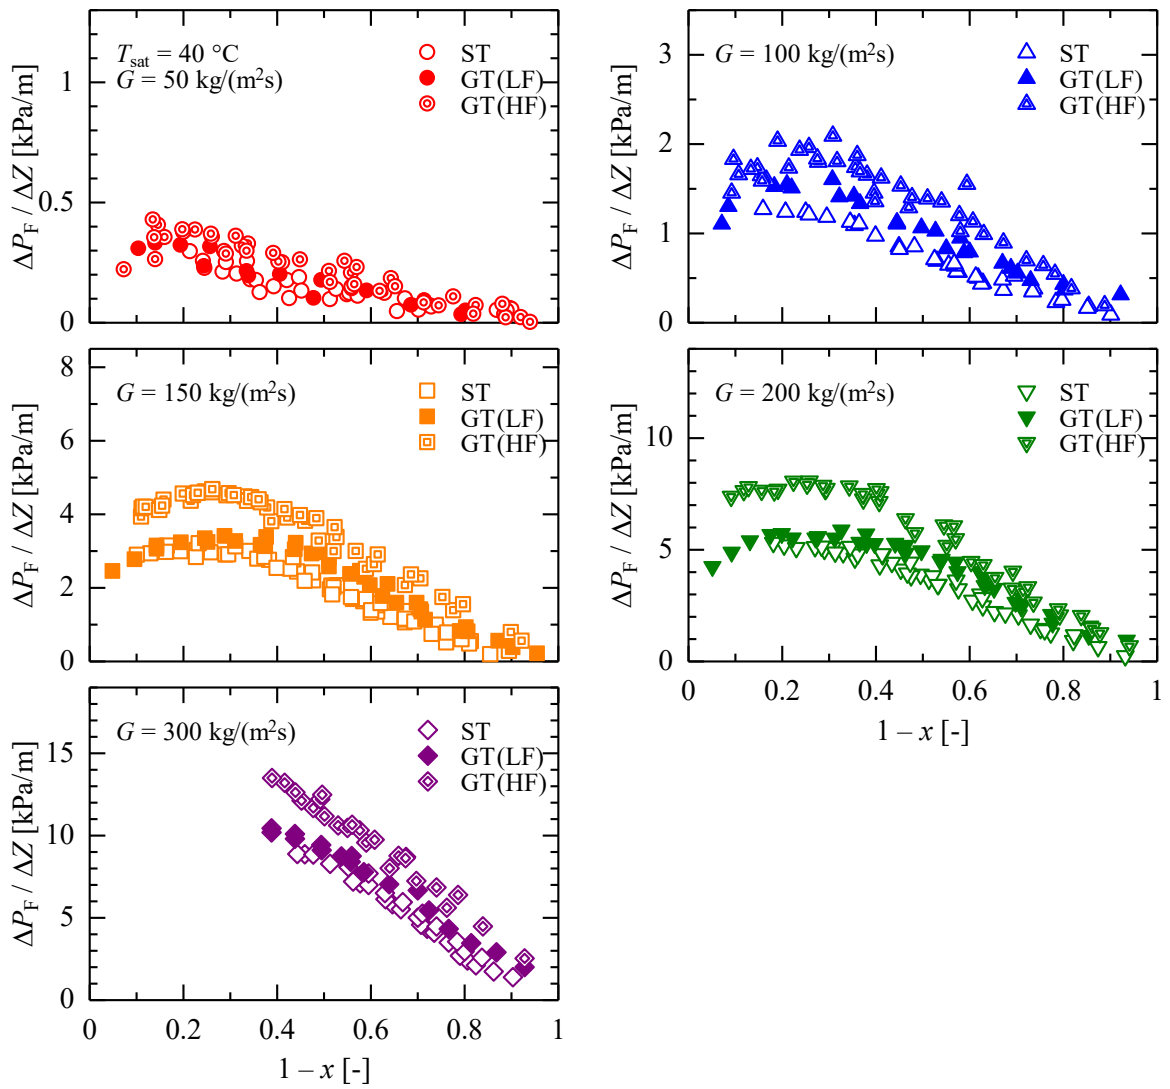 T_sat = 40 °C
G = 50 kg/(m²s)
ST
GT(LF)
GT(HF)
1
0.5
0
ΔP_F / ΔZ [kPa/m]
G = 100 kg/(m²s)
ST
GT(LF)
GT(HF)
3
2
1
0
ΔP_F / ΔZ [kPa/m]
G = 150 kg/(m²s)
ST
GT(LF)
GT(HF)
8
6
4
2
0
ΔP_F / ΔZ [kPa/m]
G = 200 kg/(m²s)
ST
GT(LF)
GT(HF)
10
5
0
ΔP_F / ΔZ [kPa/m]
0 0.2 0.4 0.6 0.8 1
1 – x [-]
G = 300 kg/(m²s)
ST
GT(LF)
GT(HF)
15
10
5
0
ΔP_F / ΔZ [kPa/m]
0 0.2 0.4 0.6 0.8 1
1 – x [-]